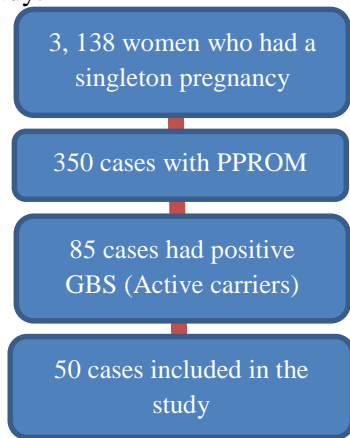 3, 138 women who had a
singleton pregnancy
350 cases with PPROM
85 cases had positive
GBS (Active carriers)
50 cases included in the
study